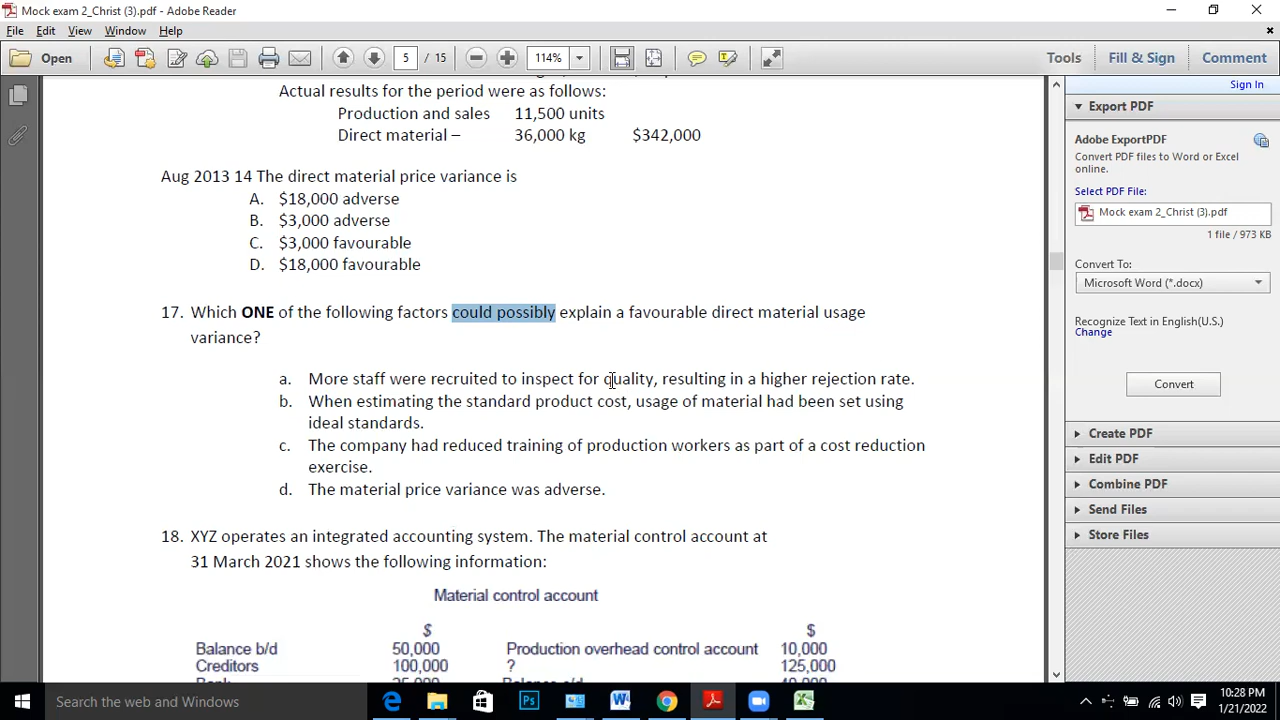 Mock exam 2_Christ (3).pdf - Adobe Reader
File Edit View Window Help
Open 5 / 15 114% Tools Fill & Sign Comment
Actual results for the period were as follows:
Production and sales 11,500 units
Direct material – 36,000 kg $342,000
Aug 2013 14 The direct material price variance is
A. $18,000 adverse
B. $3,000 adverse
C. $3,000 favourable
D. $18,000 favourable
17. Which ONE of the following factors could possibly explain a favourable direct material usage
variance?
a. More staff were recruited to inspect for quality, resulting in a higher rejection rate.
b. When estimating the standard product cost, usage of material had been set using
ideal standards.
c. The company had reduced training of production workers as part of a cost reduction
exercise.
d. The material price variance was adverse.
18. XYZ operates an integrated accounting system. The material control account at
31 March 2021 shows the following information:
Material control account
$ $
Balance b/d 50,000 Production overhead control account 10,000
Creditors 100,000 ? 125,000
Sign In
Export PDF
Adobe ExportPDF
Convert PDF files to Word or Excel
online.
Select PDF File:
Mock exam 2_Christ (3).pdf
1 file / 973 KB
Convert To:
Microsoft Word (*.docx)
Recognize Text in English(U.S.)
Change
Convert
Create PDF
Edit PDF
Combine PDF
Send Files
Store Files
Search the web and Windows
10:28 PM
1/21/2022